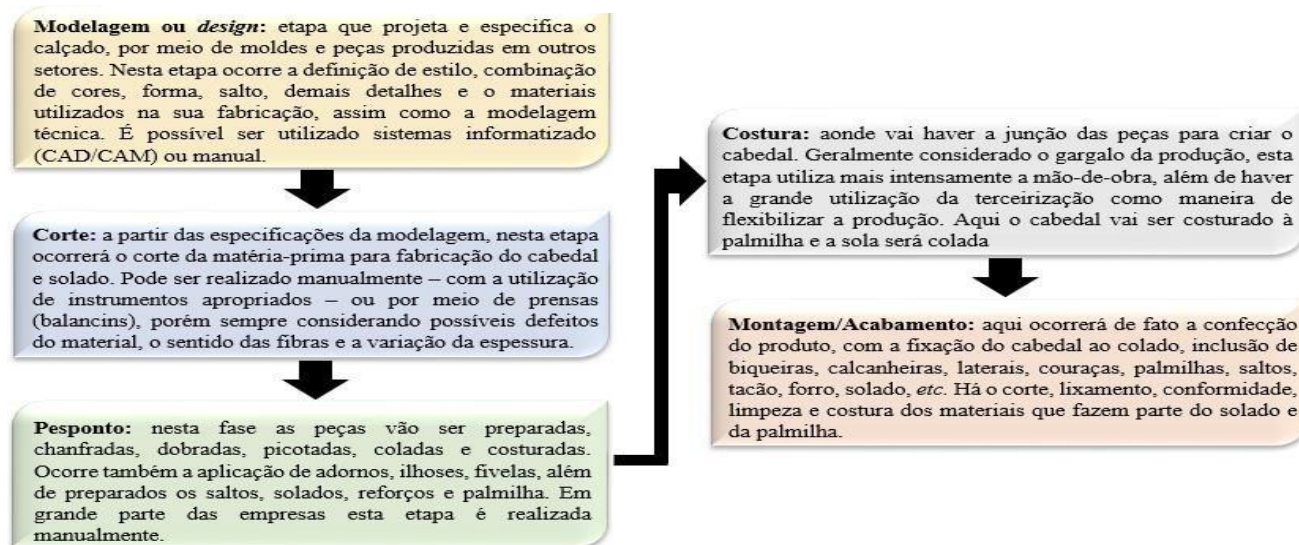 Modelagem ou design: etapa que projeta e especifica o
calçado, por meio de moldes e peças produzidas em outros
setores. Nesta etapa ocorre a definição de estilo, combinação
de cores, forma, salto, demais detalhes e o materiais
utilizados na sua fabricação, assim como a modelagem
técnica. É possível ser utilizado sistemas informatizado
(CAD/CAM) ou manual.
Corte: a partir das especificações da modelagem, nesta etapa
ocorrerá o corte da matéria-prima para fabricação do cabedal
e solado. Pode ser realizado manualmente – com a utilização
de instrumentos apropriados – ou por meio de prensas
(balancins), porém sempre considerando possíveis defeitos
do material, o sentido das fibras e a variação da espessura.
Pesponto: nesta fase as peças vão ser preparadas,
chanfradas, dobradas, picotadas, coladas e costuradas.
Ocorre também a aplicação de adornos, ilhoses, fivelas, além
de preparados os saltos, solados, reforços e palmilha. Em
grande parte das empresas esta etapa é realizada
manualmente.
Costura: aonde vai haver a junção das peças para criar o
cabedal. Geralmente considerado o gargalo da produção, esta
etapa utiliza mais intensamente a mão-de-obra, além de haver
a grande utilização da terceirização como maneira de
flexibilizar a produção. Aqui o cabedal vai ser costurado à
palmilha e a sola será colada
Montagem/Acabamento: aqui ocorrerá de fato a confecção
do produto, com a fixação do cabedal ao colado, inclusão de
biqueiras, calcanheiras, laterais, couraças, palmilhas, saltos,
tacão, forro, solado, etc. Há o corte, lixamento, conformidade,
limpeza e costura dos materiais que fazem parte do solado e
da palmilha.